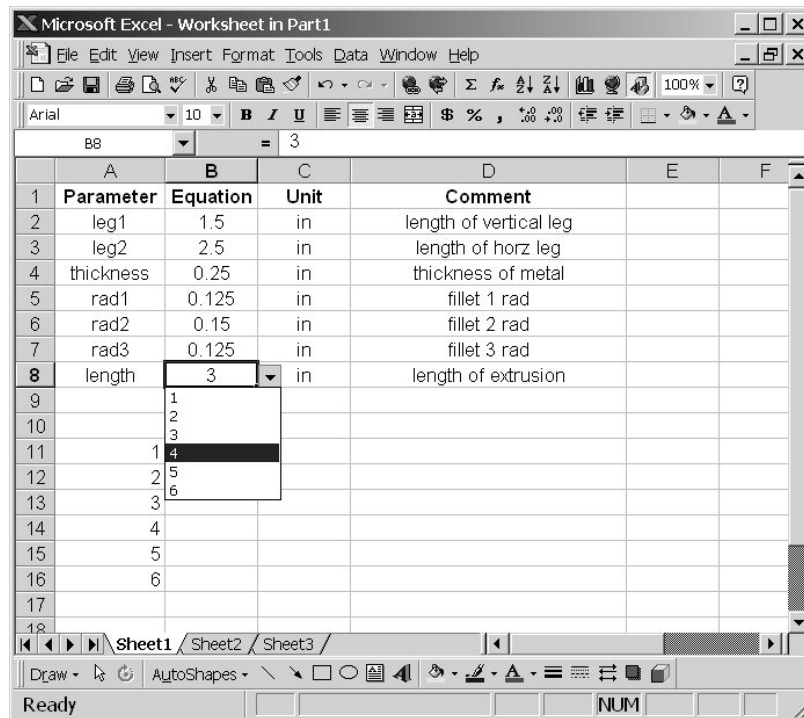 Microsoft Excel - Worksheet in Part1
File Edit View Insert Format Tools Data Window Help
100%
Arial 10 B I U $ % ,
B8 = 3
A B C D E F
1 Parameter Equation Unit Comment
2 leg1 1.5 in length of vertical leg
3 leg2 2.5 in length of horz leg
4 thickness 0.25 in thickness of metal
5 rad1 0.125 in fillet 1 rad
6 rad2 0.15 in fillet 2 rad
7 rad3 0.125 in fillet 3 rad
8 length 3 in length of extrusion
9 1
10 2
3
11 1 4
12 2 5
6
13 3
14 4
15 5
16 6
17
18
Sheet1 Sheet2 Sheet3
Draw AutoShapes
Ready NUM